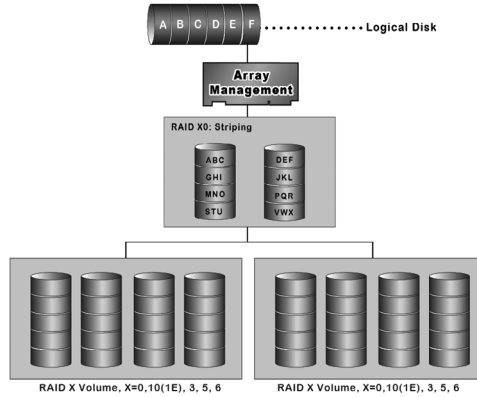 A B C D E F
Logical Disk
Array
Management
RAID X0: Striping
ABC
GHI
MNO
STU
DEF
JKL
PQR
VWX
RAID X Volume, X=0,10(1E), 3, 5, 6
RAID X Volume, X=0,10(1E), 3, 5, 6